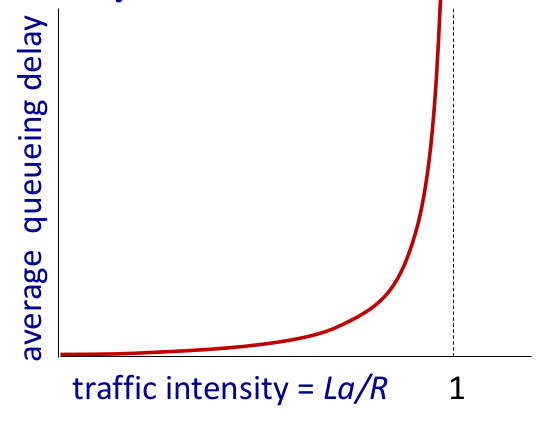 average queueing delay
traffic intensity = La/R
1